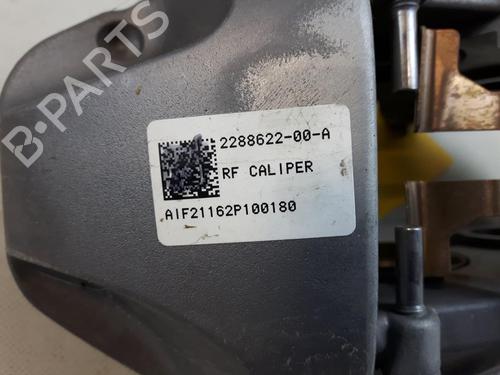 2288622-00-A
RF CALIPER
AIF21162P100180
B-PARTS